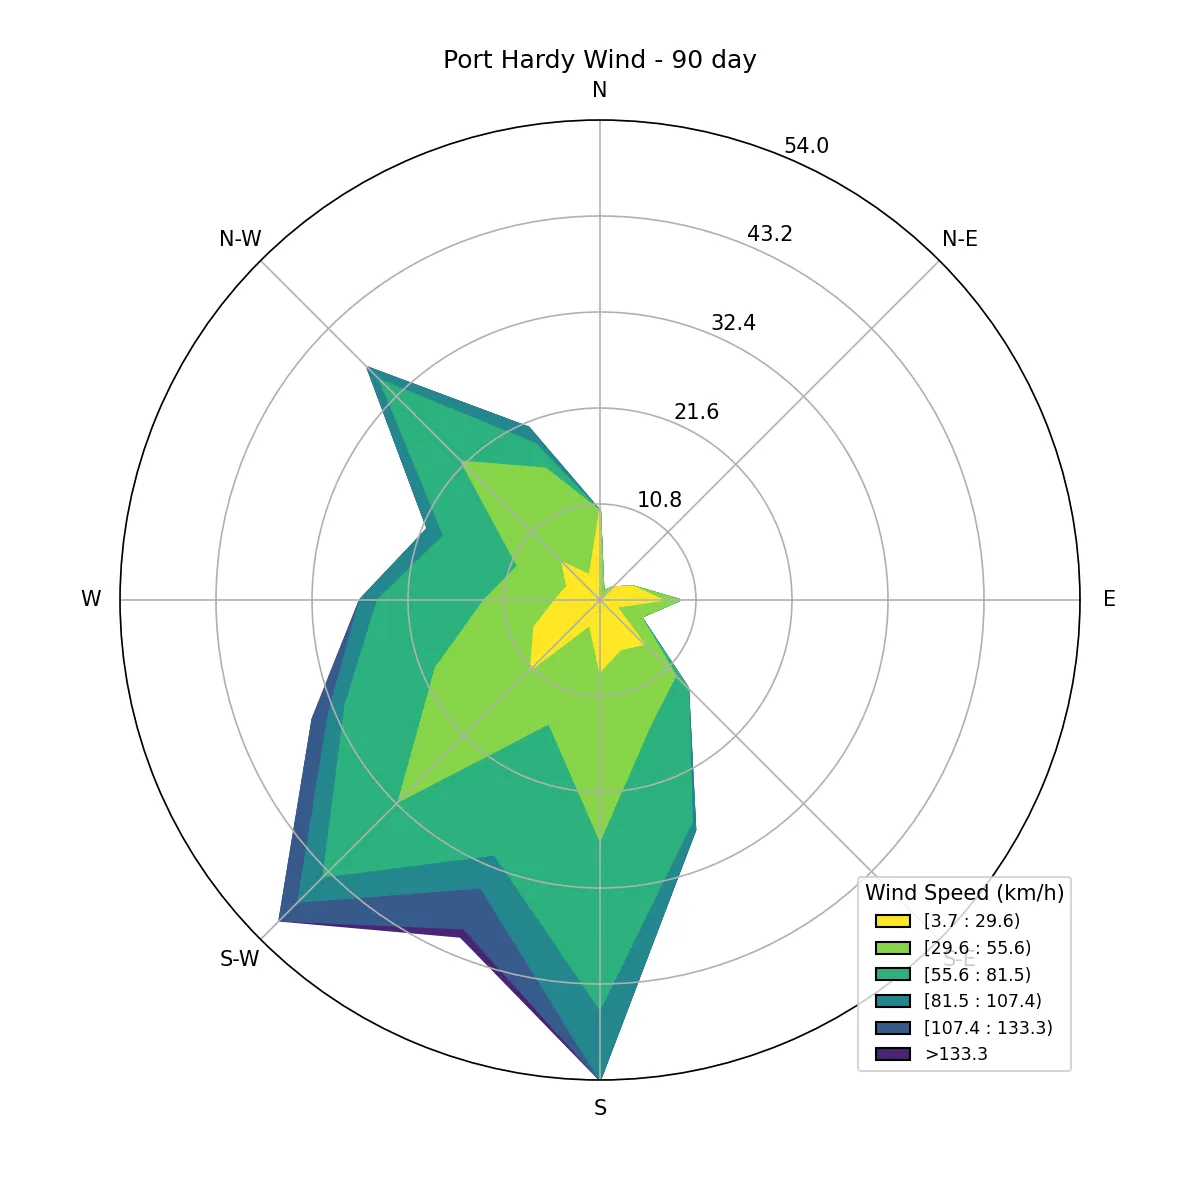 Port Hardy Wind - 90 day
N
54.0
N-W
43.2
N-E
32.4
21.6
10.8
W
E
Wind Speed (km/h)
[3.7 : 29.6)
[29.6 : 55.6)
S-W
S-E
[55.6 : 81.5)
[81.5 : 107.4)
[107.4 : 133.3)
>133.3
S